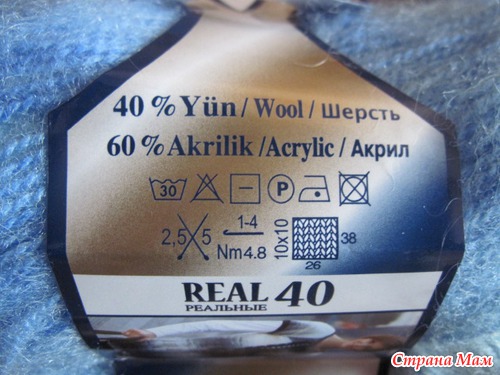 40 % Yün / Wool / Шерсть
60 % Akrilik / Acrylic / Акрил
30 P
2,5 5 1-4 Nm4.8 10x10 38
26
REAL 40
РЕАЛЬНЫЕ
Страна Мам